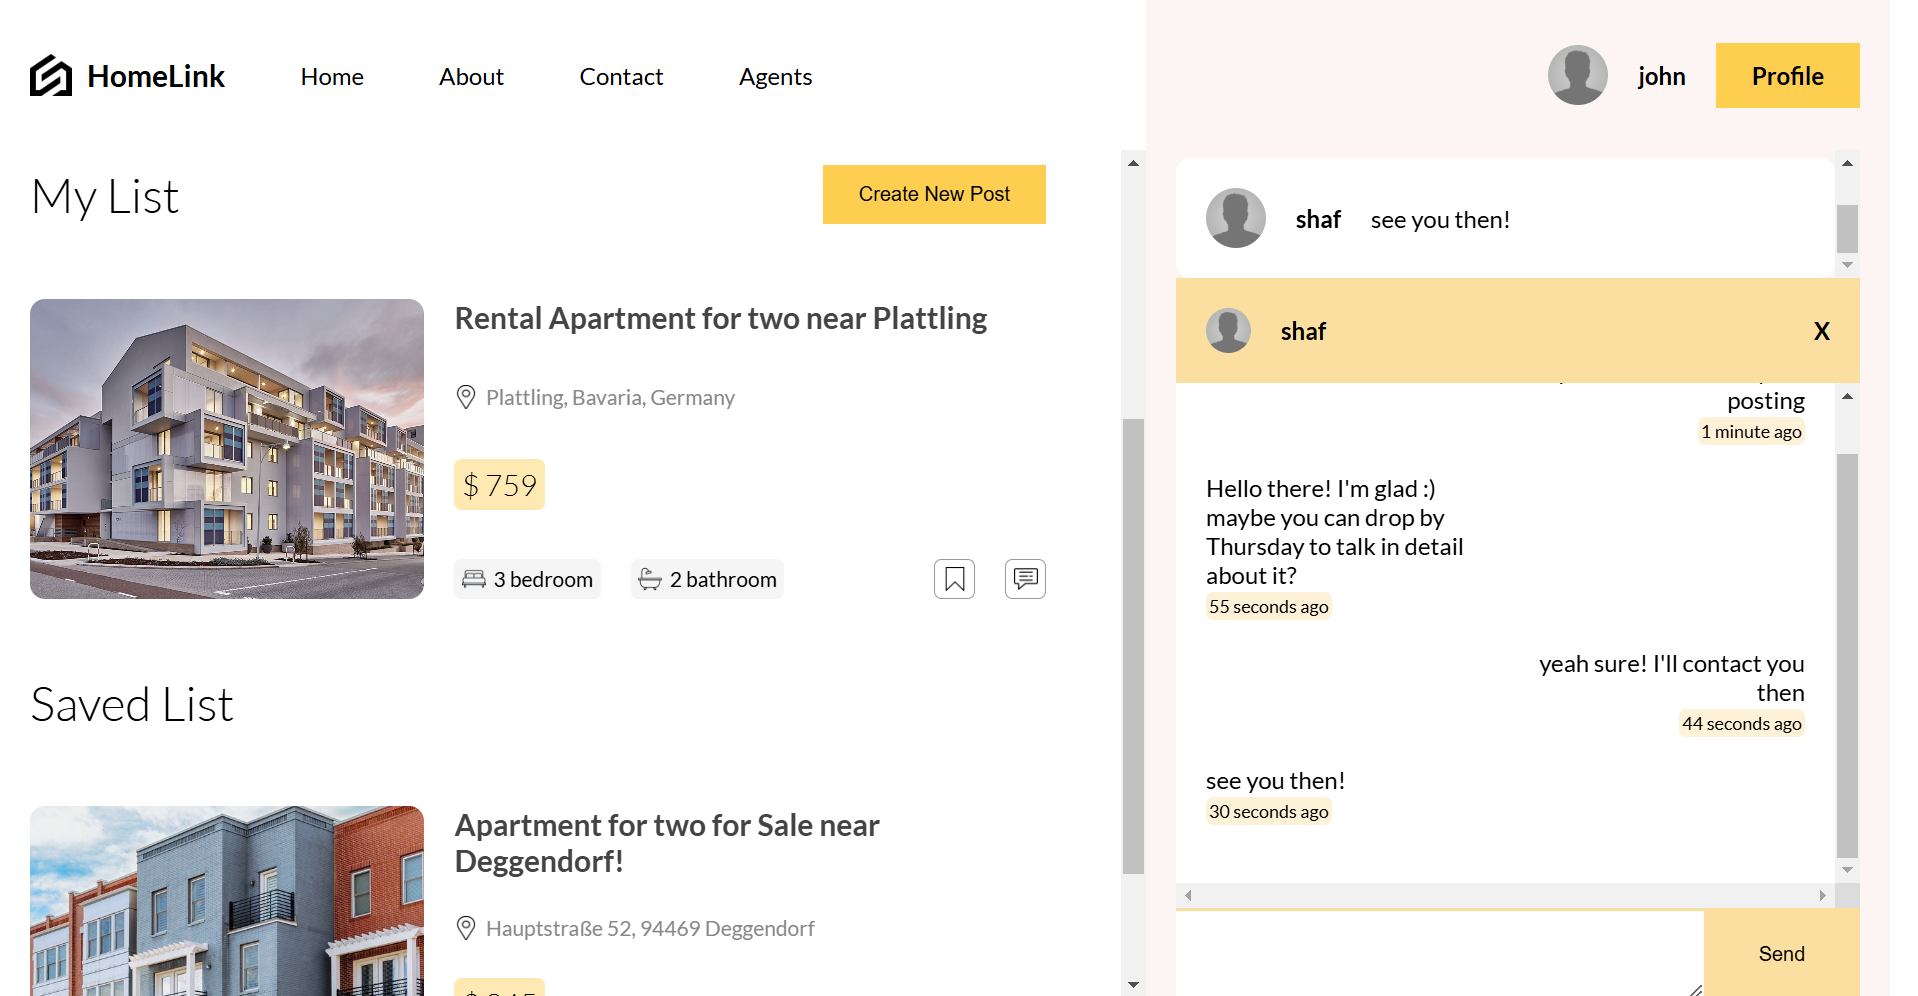 HomeLink
Home
About
Contact
Agents
john
Profile
My List
Create New Post
Rental Apartment for two near Plattling
Plattling, Bavaria, Germany
$ 759
3 bedroom
2 bathroom
Saved List
Apartment for two for Sale near
Deggendorf!
Hauptstraße 52, 94469 Deggendorf
shaf
see you then!
shaf
X
posting
1 minute ago
Hello there! I'm glad :)
maybe you can drop by
Thursday to talk in detail
about it?
55 seconds ago
yeah sure! I'll contact you
then
44 seconds ago
see you then!
30 seconds ago
Send